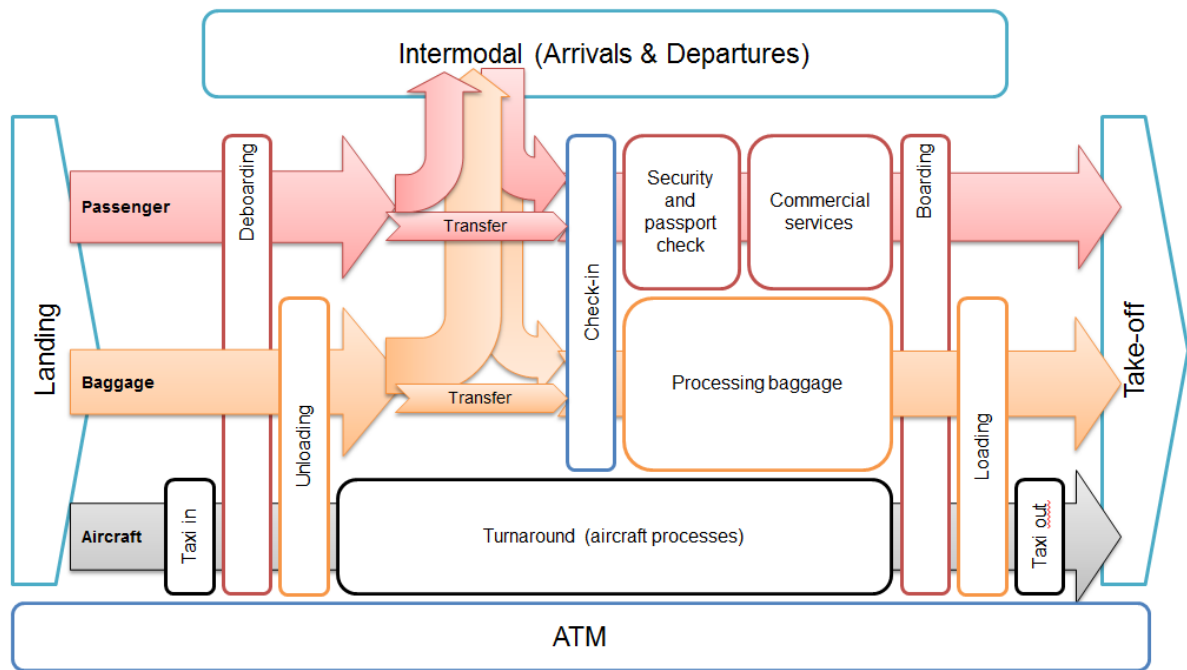 Intermodal (Arrivals & Departures)
Landing
Passenger
Deboarding
Transfer
Check-in
Security
and
passport
check
Commercial
services
Boarding
Take-off
Baggage
Unloading
Transfer
Processing baggage
Loading
Aircraft
Taxi in
Turnaround (aircraft processes)
Taxi out
ATM